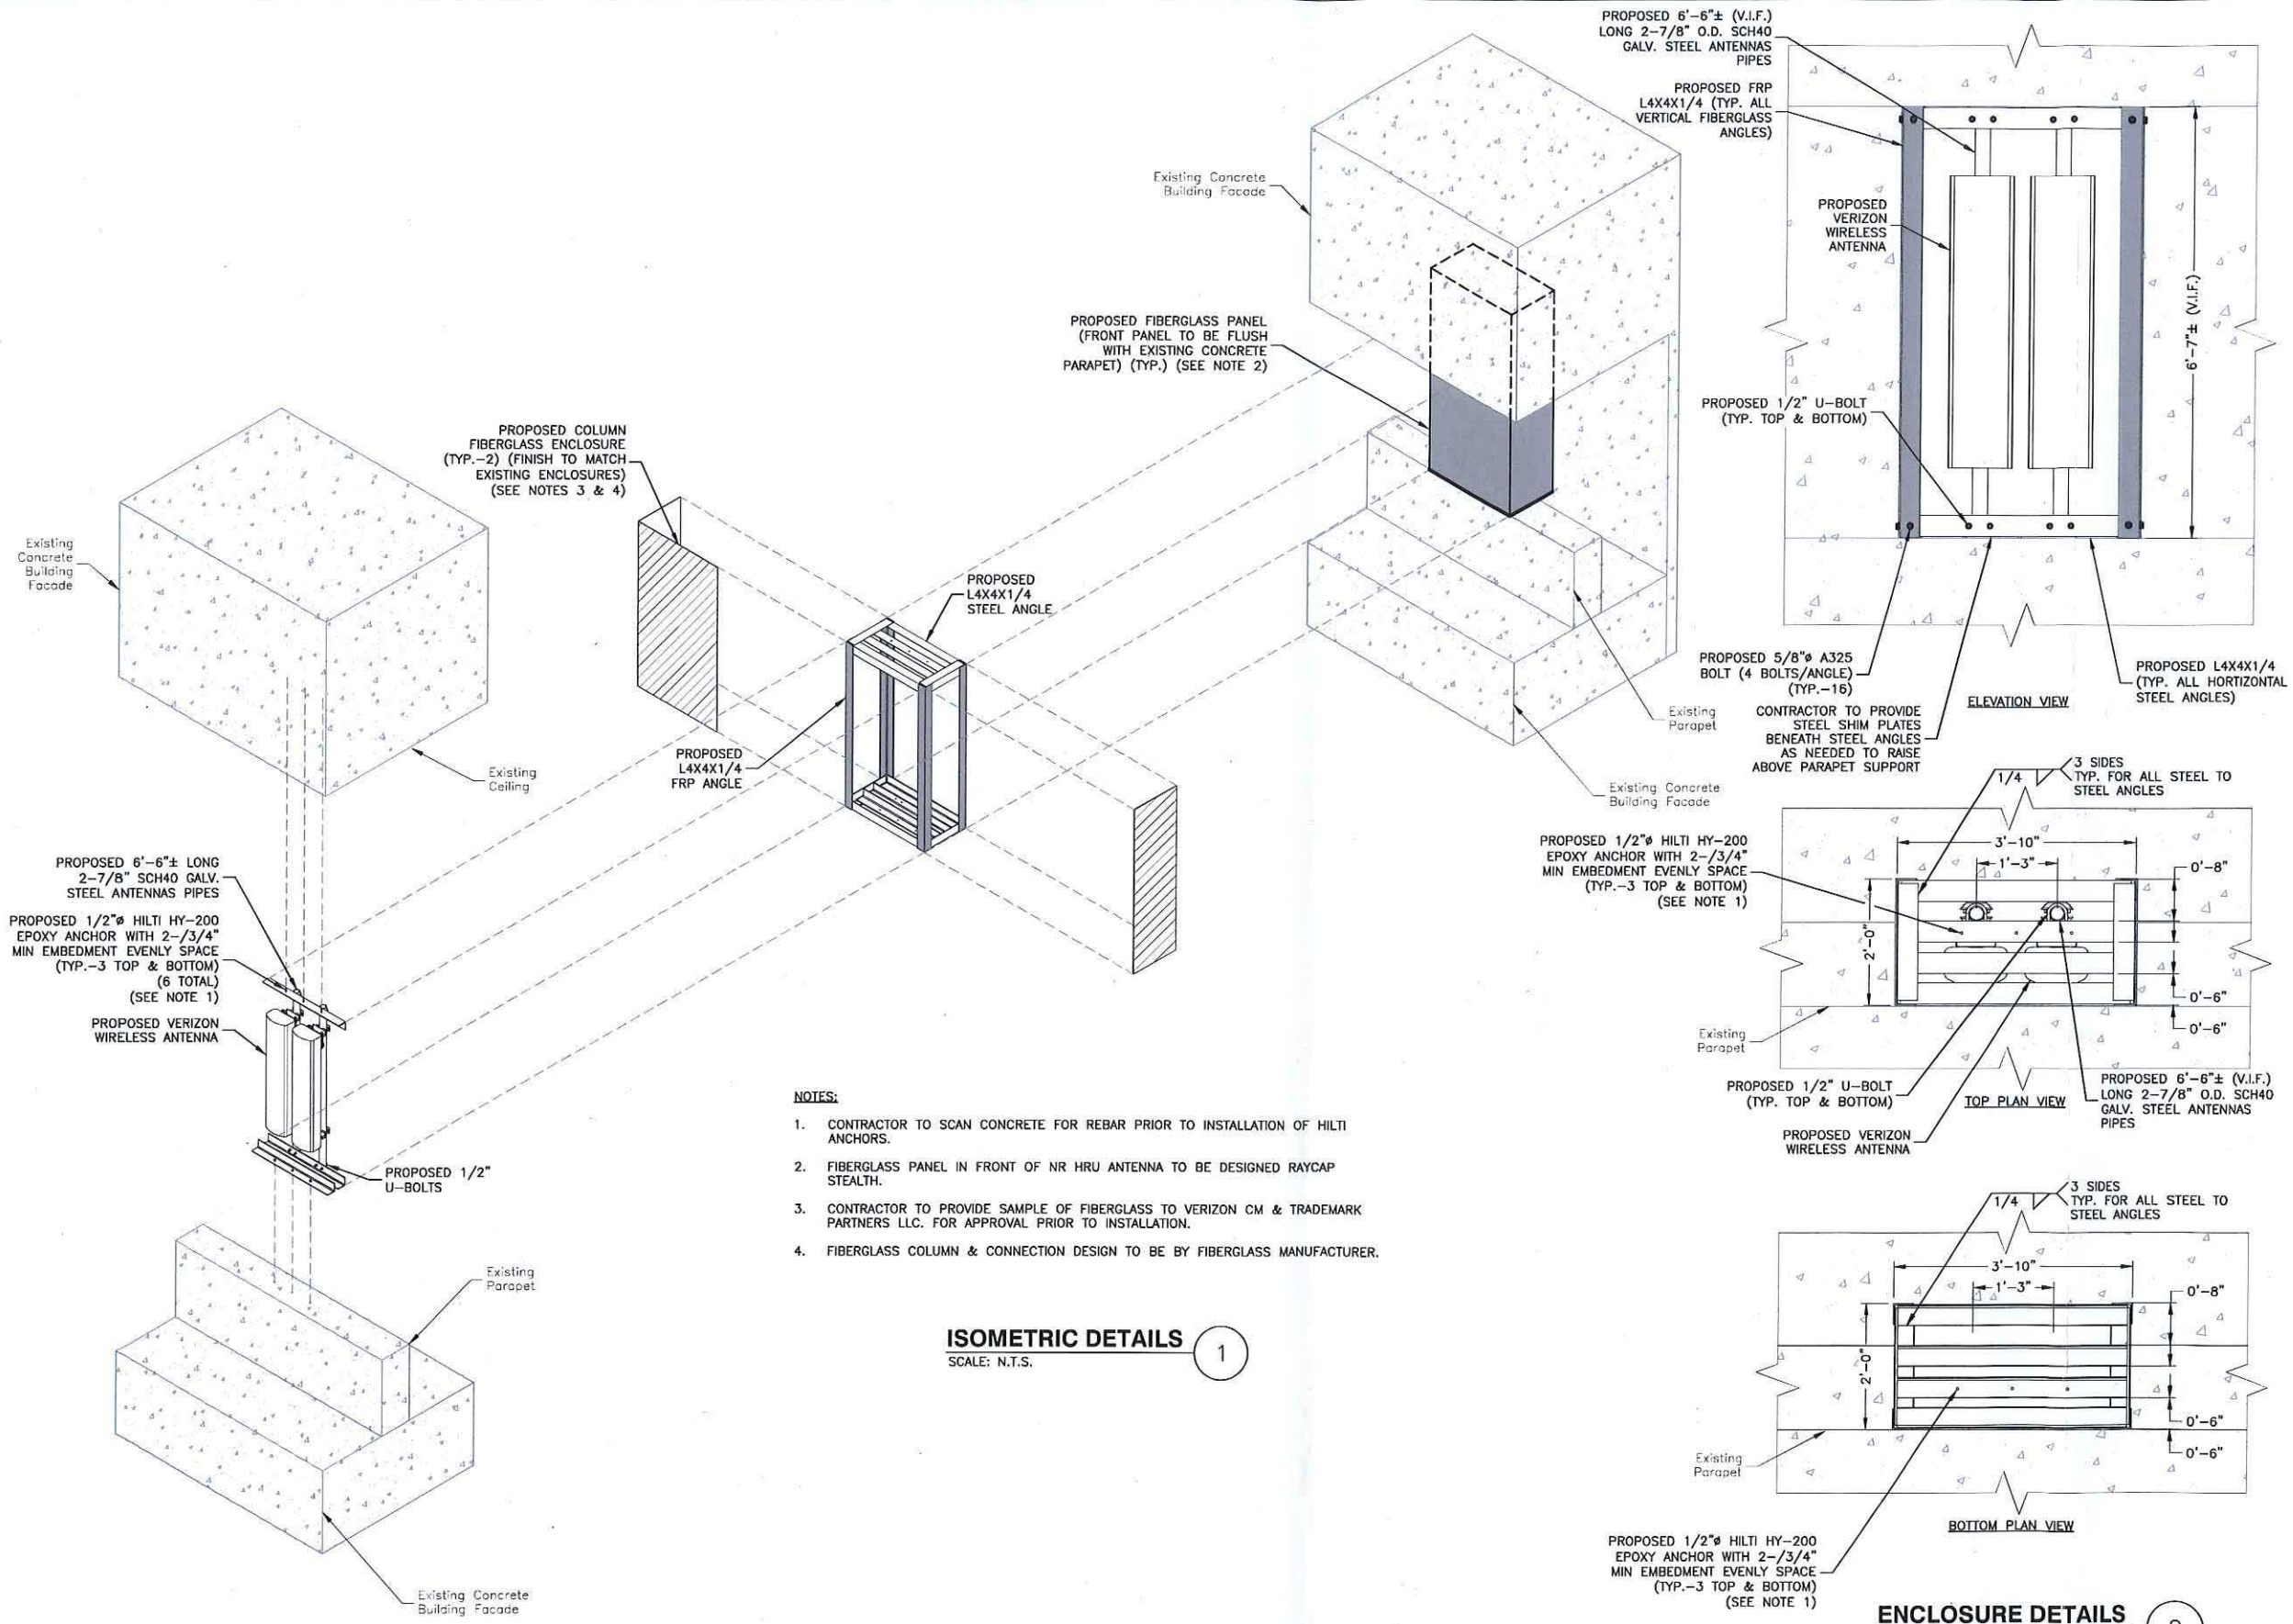 PROPOSED 6'-6"± (V.I.F.)
LONG 2-7/8" O.D. SCH40
GALV. STEEL ANTENNAS
PIPES
PROPOSED FRP
L4X4X1/4 (TYP. ALL
VERTICAL FIBERGLASS
ANGLES)
Existing Concrete
Building Facade
PROPOSED
VERIZON
WIRELESS
ANTENNA
6'-7"± (V.I.F.)
PROPOSED FIBERGLASS PANEL
(FRONT PANEL TO BE FLUSH
WITH EXISTING CONCRETE
PARAPET) (TYP.) (SEE NOTE 2)
PROPOSED 1/2" U-BOLT
(TYP. TOP & BOTTOM)
PROPOSED COLUMN
FIBERGLASS ENCLOSURE
(TYP.-2) (FINISH TO MATCH
EXISTING ENCLOSURES)
(SEE NOTES 3 & 4)
Existing
Concrete
Building
Facade
PROPOSED
L4X4X1/4
STEEL ANGLE
PROPOSED 5/8"ø A325
BOLT (4 BOLTS/ANGLE)
(TYP.-16)
ELEVATION VIEW
PROPOSED L4X4X1/4
(TYP. ALL HORTIZONTAL
STEEL ANGLES)
Existing
Parapet
CONTRACTOR TO PROVIDE
STEEL SHIM PLATES
BENEATH STEEL ANGLES
AS NEEDED TO RAISE
ABOVE PARAPET SUPPORT
Existing
Ceiling
PROPOSED
L4X4X1/4
FRP ANGLE
Existing Concrete
Building Facade
1/4
3 SIDES
TYP. FOR ALL STEEL TO
STEEL ANGLES
PROPOSED 1/2"ø HILTI HY-200
EPOXY ANCHOR WITH 2-/3/4"
MIN EMBEDMENT EVENLY SPACE
(TYP.-3 TOP & BOTTOM)
(SEE NOTE 1)
3'-10"
1'-3"
0'-8"
2'-0"
0'-6"
0'-6"
Existing
Parapet
PROPOSED 1/2" U-BOLT
(TYP. TOP & BOTTOM)
TOP PLAN VIEW
PROPOSED 6'-6"± (V.I.F.)
LONG 2-7/8" O.D. SCH40
GALV. STEEL ANTENNAS
PIPES
PROPOSED VERIZON
WIRELESS ANTENNA
PROPOSED 6'-6"± LONG
2-7/8" SCH40 GALV.
STEEL ANTENNAS PIPES
PROPOSED 1/2"ø HILTI HY-200
EPOXY ANCHOR WITH 2-/3/4"
MIN EMBEDMENT EVENLY SPACE
(TYP.-3 TOP & BOTTOM)
(6 TOTAL)
(SEE NOTE 1)
PROPOSED VERIZON
WIRELESS ANTENNA
PROPOSED 1/2"
U-BOLTS
Existing
Parapet
Existing Concrete
Building Facade
NOTES:
1. CONTRACTOR TO SCAN CONCRETE FOR REBAR PRIOR TO INSTALLATION OF HILTI
ANCHORS.
2. FIBERGLASS PANEL IN FRONT OF NR HRU ANTENNA TO BE DESIGNED RAYCAP
STEALTH.
3. CONTRACTOR TO PROVIDE SAMPLE OF FIBERGLASS TO VERIZON CM & TRADEMARK
PARTNERS LLC. FOR APPROVAL PRIOR TO INSTALLATION.
4. FIBERGLASS COLUMN & CONNECTION DESIGN TO BE BY FIBERGLASS MANUFACTURER.
ISOMETRIC DETAILS
1
SCALE: N.T.S.
1/4
3 SIDES
TYP. FOR ALL STEEL TO
STEEL ANGLES
3'-10"
1'-3"
0'-8"
2'-0"
0'-6"
0'-6"
Existing
Parapet
BOTTOM PLAN VIEW
PROPOSED 1/2"ø HILTI HY-200
EPOXY ANCHOR WITH 2-/3/4"
MIN EMBEDMENT EVENLY SPACE
(TYP.-3 TOP & BOTTOM)
(SEE NOTE 1)
ENCLOSURE DETAILS